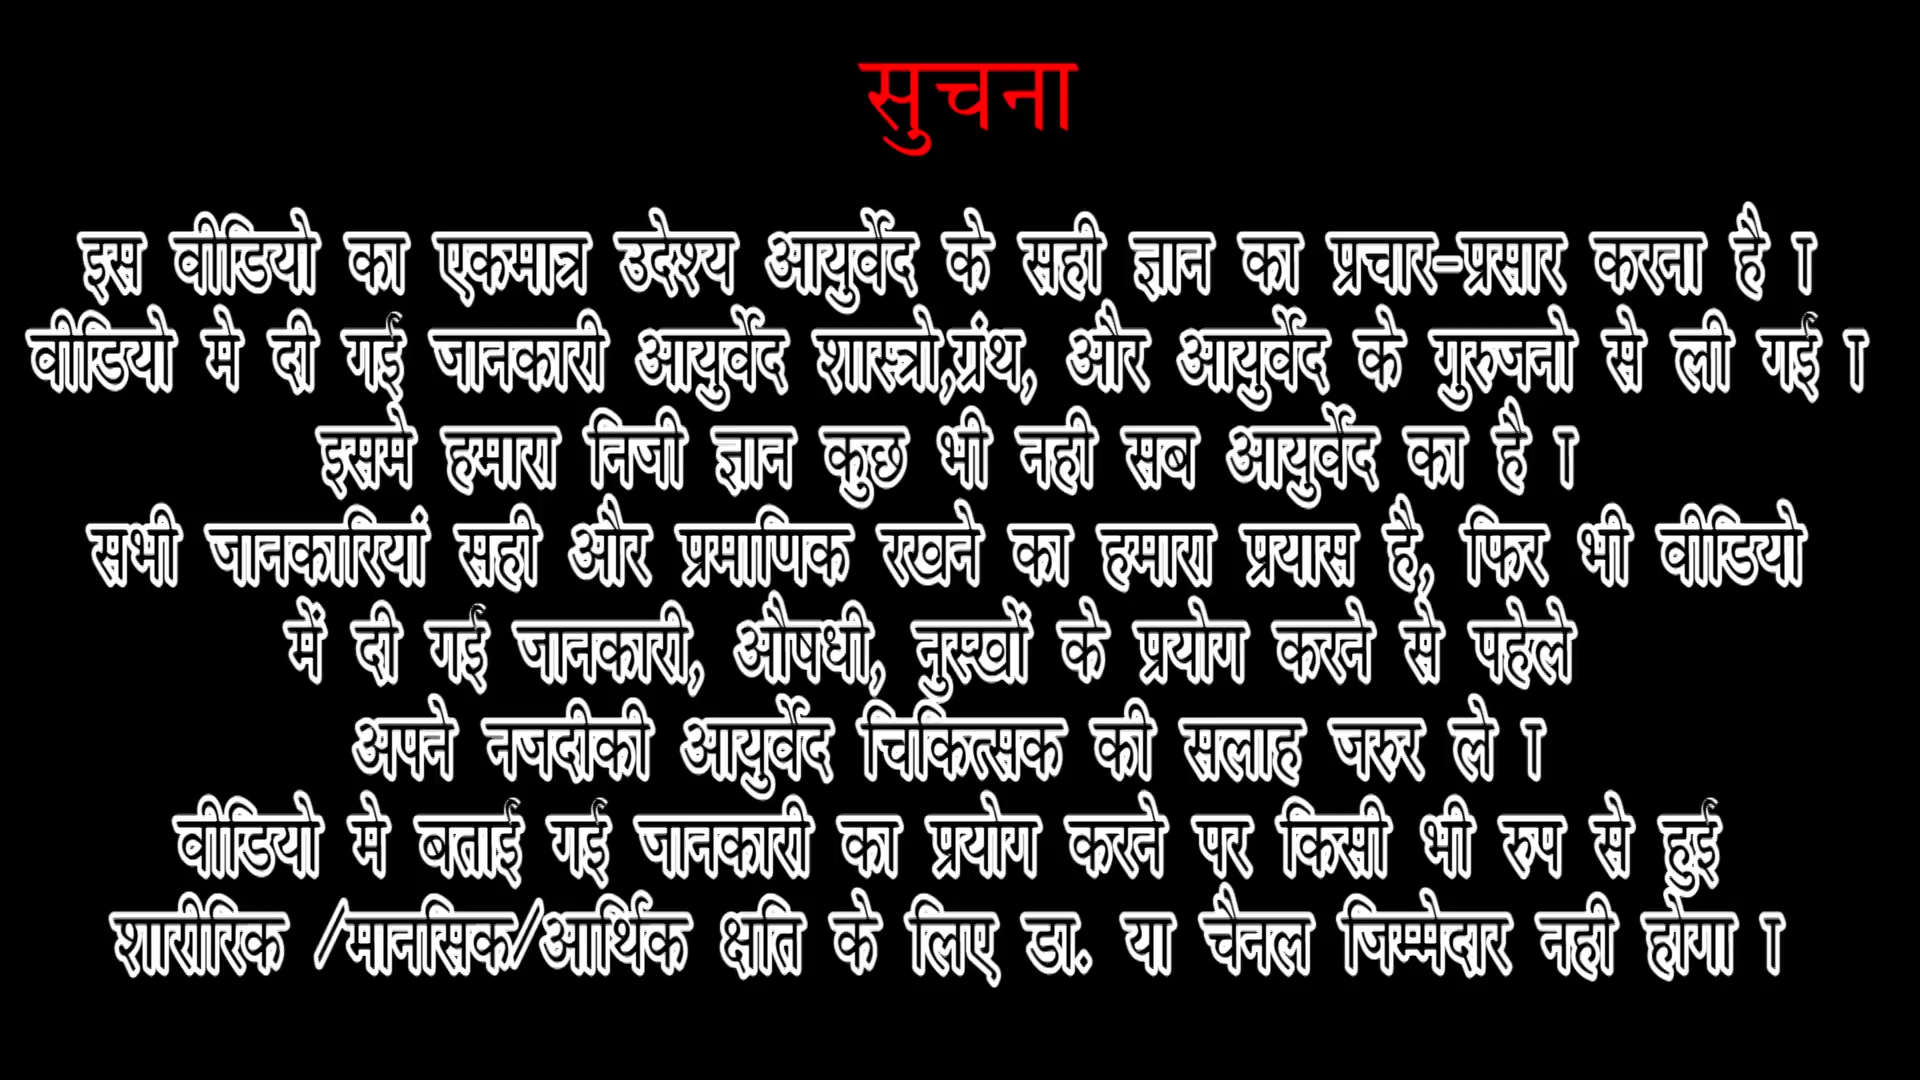 सुचना
इस वीडियो का एकमात्र उदेश्य आयुर्वेद के सही ज्ञान का प्रचार-प्रसार करना है ।
वीडियो मे दी गई जानकारी आयुर्वेद शास्त्रो,ग्रंथ, और आयुर्वेद के गुरुजनो से ली गई ।
इसमे हमारा निजी ज्ञान कुछ भी नही सब आयुर्वेद का है ।
सभी जानकारियां सही और प्रमाणिक रखने का हमारा प्रयास है, फिर भी वीडियो
में दी गई जानकारी, औषधी, नुस्खों के प्रयोग करने से पहेले
अपने नजदीकी आयुर्वेद चिकित्सक की सलाह जरुर ले ।
वीडियो मे बताई गई जानकारी का प्रयोग करने पर किसी भी रुप से हुई
शारीरिक /मानसिक/आर्थिक क्षति के लिए डा. या चैनल जिम्मेदार नही होगा ।